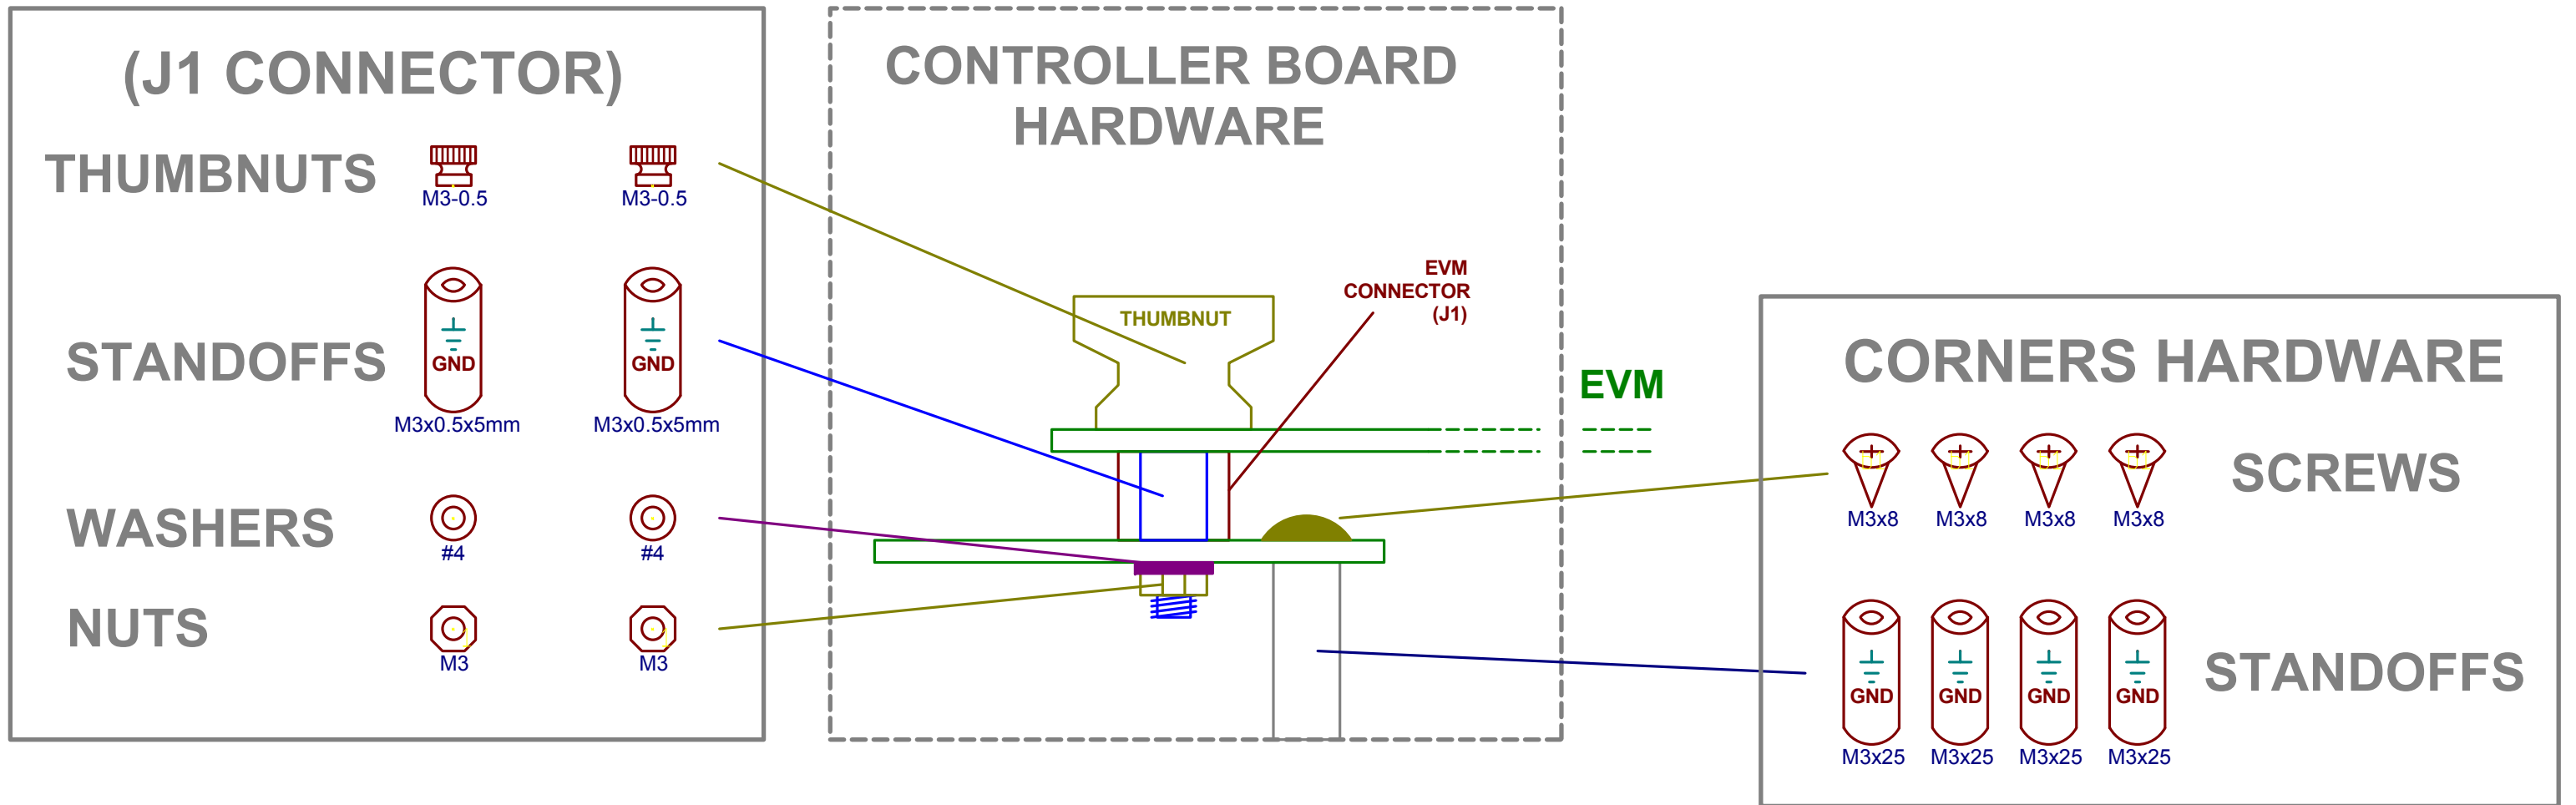 (J1 CONNECTOR)
THUMBNUTS
M3-0.5 M3-0.5
STANDOFFS
GND GND
M3x0.5x5mm M3x0.5x5mm
WASHERS
#4 #4
NUTS
M3 M3
CONTROLLER BOARD
HARDWARE
EVM
CONNECTOR
(J1)
THUMBNUT
EVM
CORNERS HARDWARE
SCREWS
M3x8 M3x8 M3x8 M3x8
STANDOFFS
GND GND GND GND
M3x25 M3x25 M3x25 M3x25